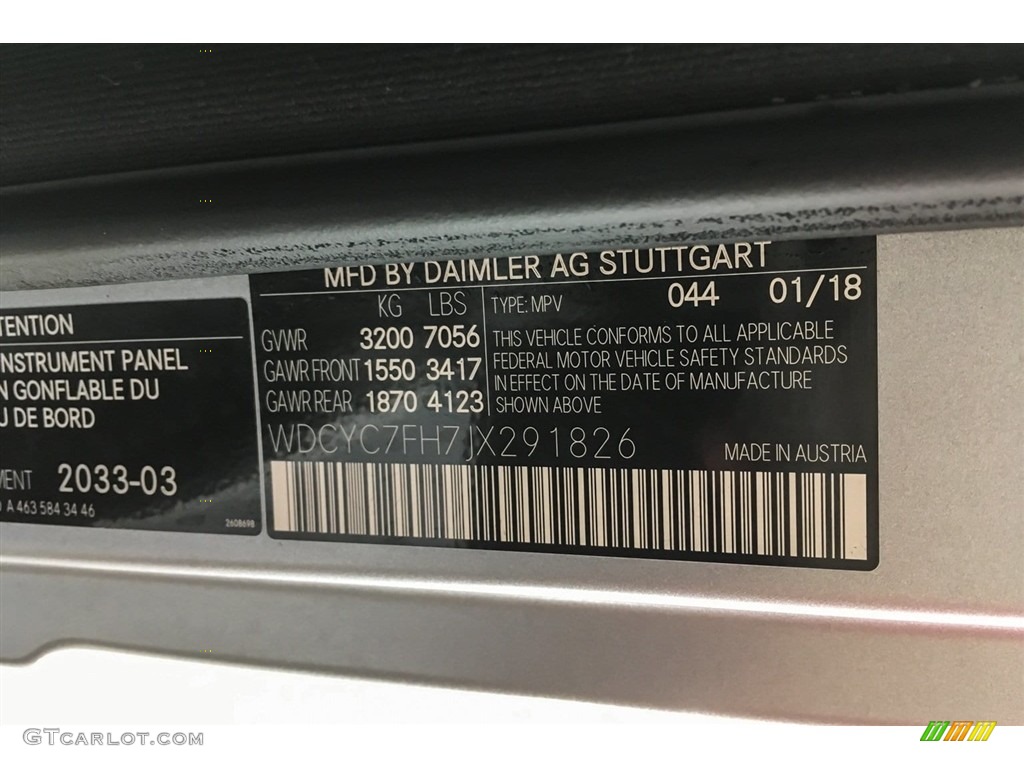 TENTION
NSTRUMENT PANEL
N GONFLABLE DU
U DE BORD
MENT 2033-03
A 463 584 34 46
260869B
MFD BY DAIMLER AG STUTTGART
KG LBS
GVWR 3200 7056
GAWR FRONT 1550 3417
GAWR REAR 1870 4123
TYPE: MPV 044 01/18
THIS VEHICLE CONFORMS TO ALL APPLICABLE
FEDERAL MOTOR VEHICLE SAFETY STANDARDS
IN EFFECT ON THE DATE OF MANUFACTURE
SHOWN ABOVE
WDCYC7FH7JX291826
MADE IN AUSTRIA
GTCARLOT.COM